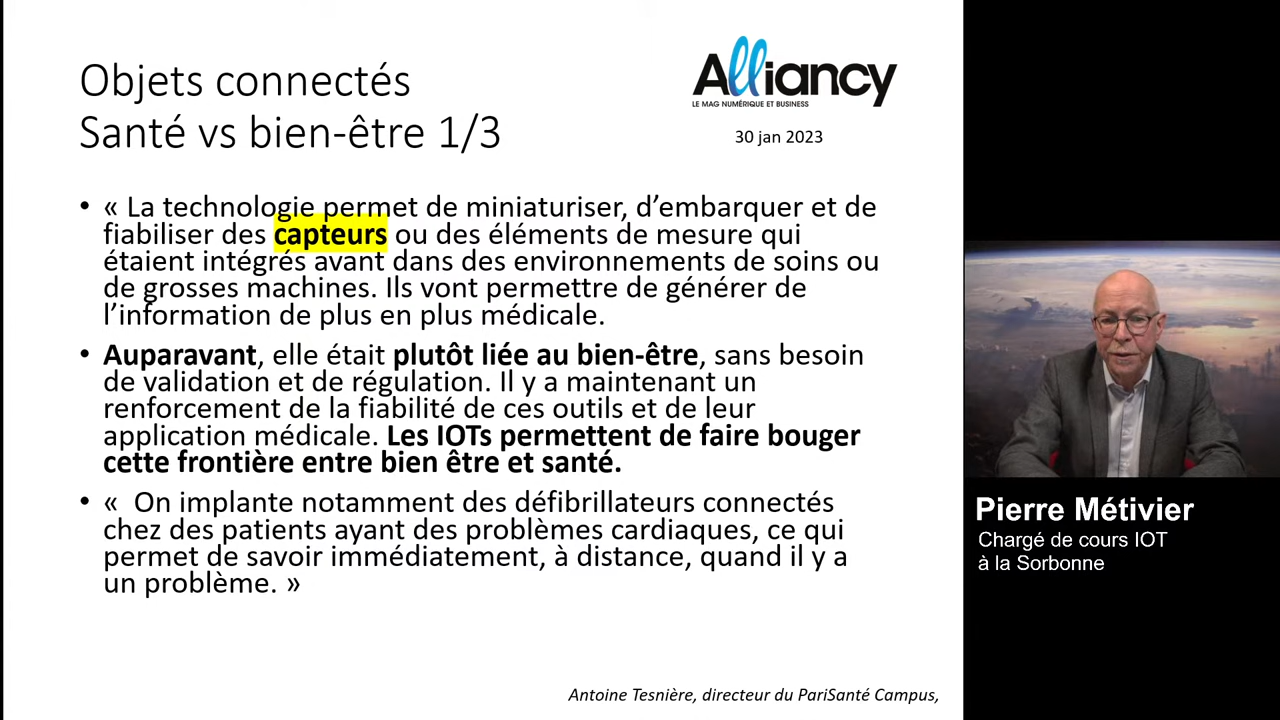 Objets connectés
Santé vs bien-être 1/3
Alliancy
LE MAG NUMÉRIQUE ET BUSINESS
30 jan 2023
• « La technologie permet de miniaturiser, d’embarquer et de
fiabiliser des capteurs ou des éléments de mesure qui
étaient intégrés avant dans des environnements de soins ou
de grosses machines. Ils vont permettre de générer de
l’information de plus en plus médicale.
• Auparavant, elle était plutôt liée au bien-être, sans besoin
de validation et de régulation. Il y a maintenant un
renforcement de la fiabilité de ces outils et de leur
application médicale. Les IOTs permettent de faire bouger
cette frontière entre bien être et santé.
• «  On implante notamment des défibrillateurs connectés
chez des patients ayant des problèmes cardiaques, ce qui
permet de savoir immédiatement, à distance, quand il y a
un problème. »
Antoine Tesnière, directeur du PariSanté Campus,
Pierre Métivier
Chargé de cours IOT
à la Sorbonne